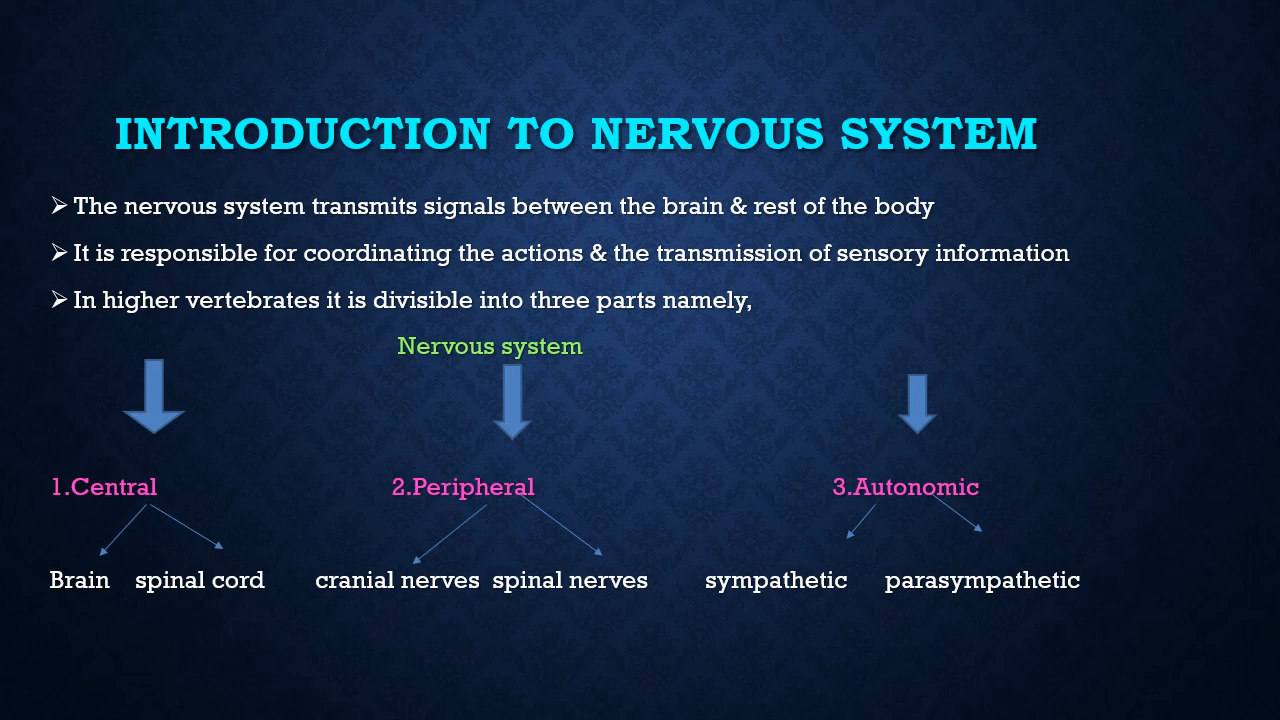 INTRODUCTION TO NERVOUS SYSTEM
The nervous system transmits signals between the brain & rest of the body
It is responsible for coordinating the actions & the transmission of sensory information
In higher vertebrates it is divisible into three parts namely,
Nervous system
1.Central 2.Peripheral 3.Autonomic
Brain spinal cord cranial nerves spinal nerves sympathetic parasympathetic